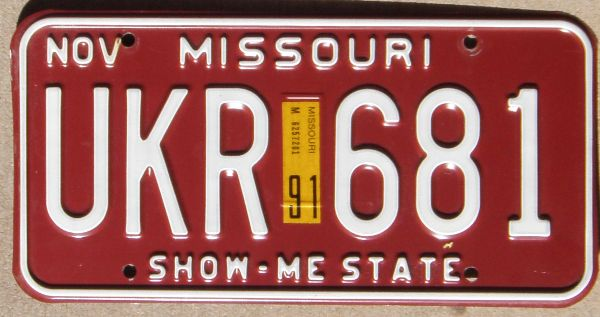 NOV MISSOURI
UKR 681
MISSOURI
91
SHOW-ME STATE